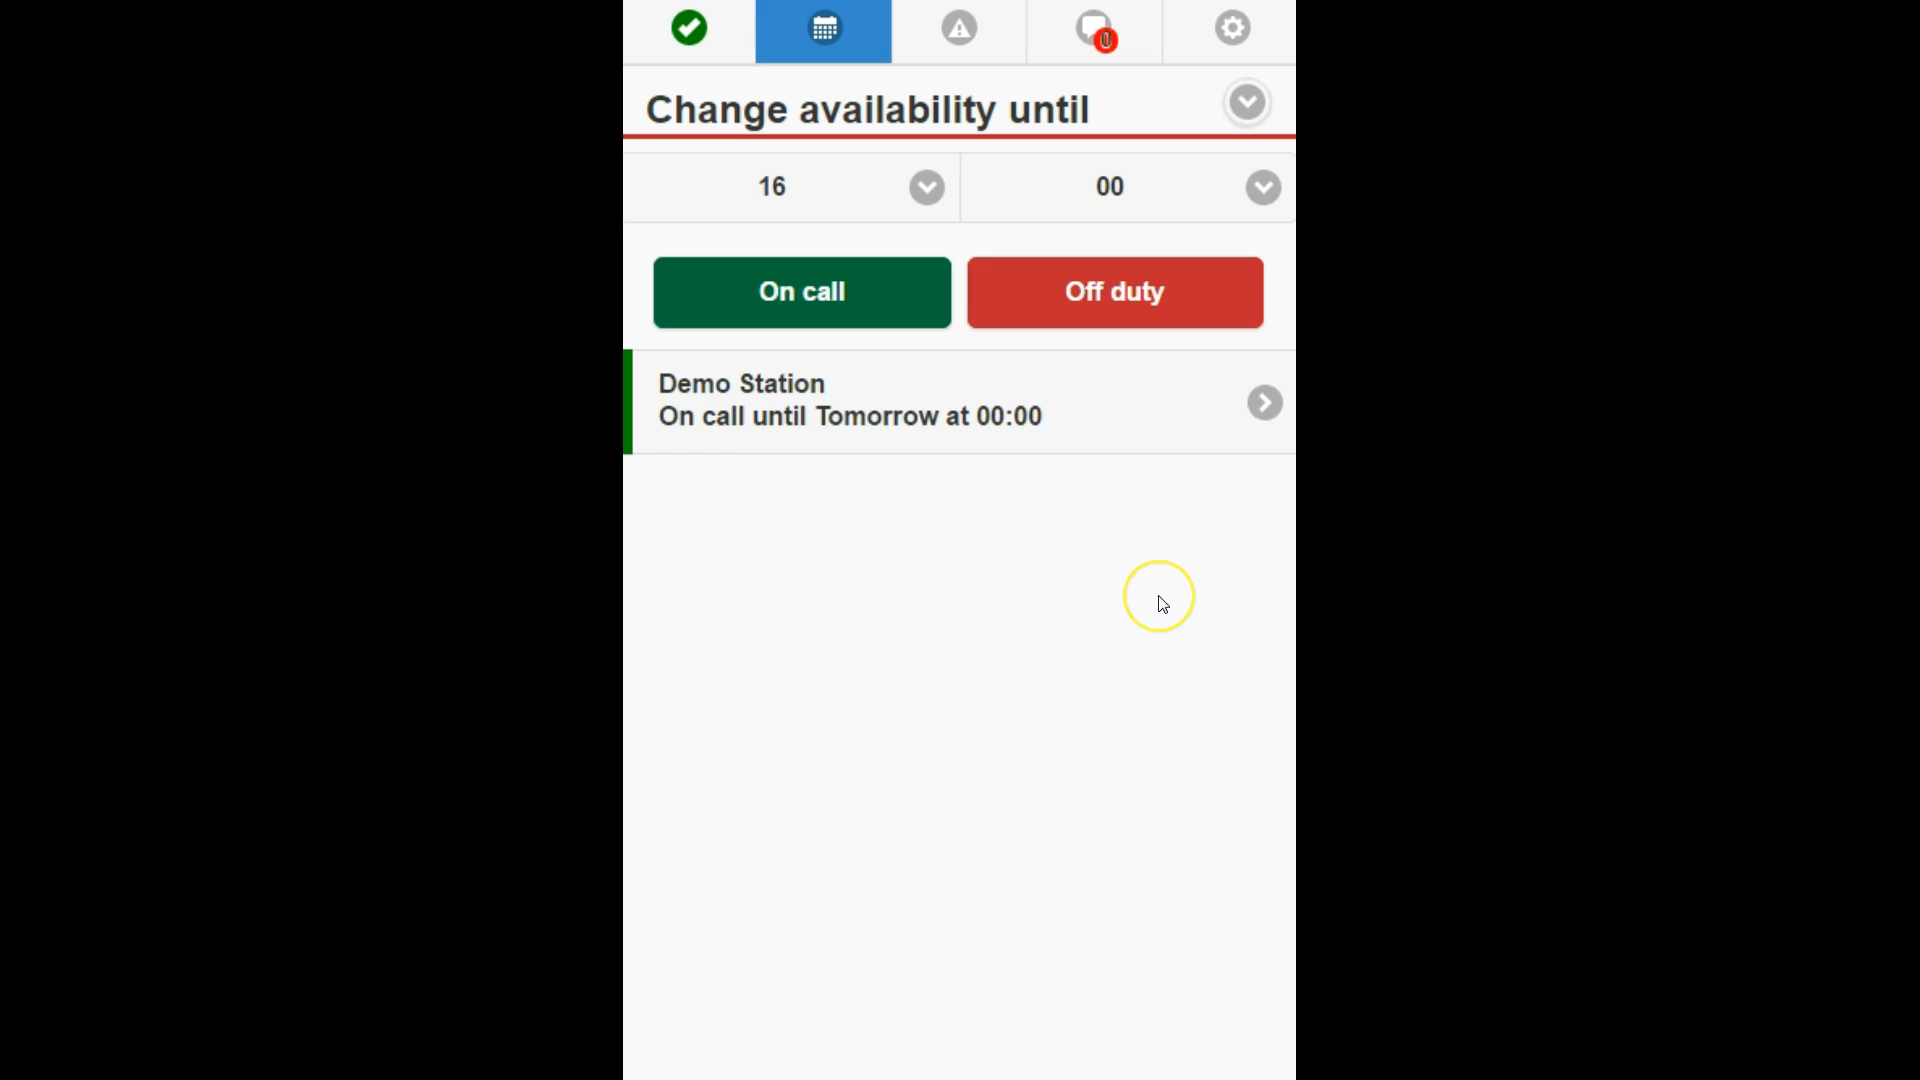 0
Change availability until
16
00
On call
Off duty
Demo Station
On call until Tomorrow at 00:00